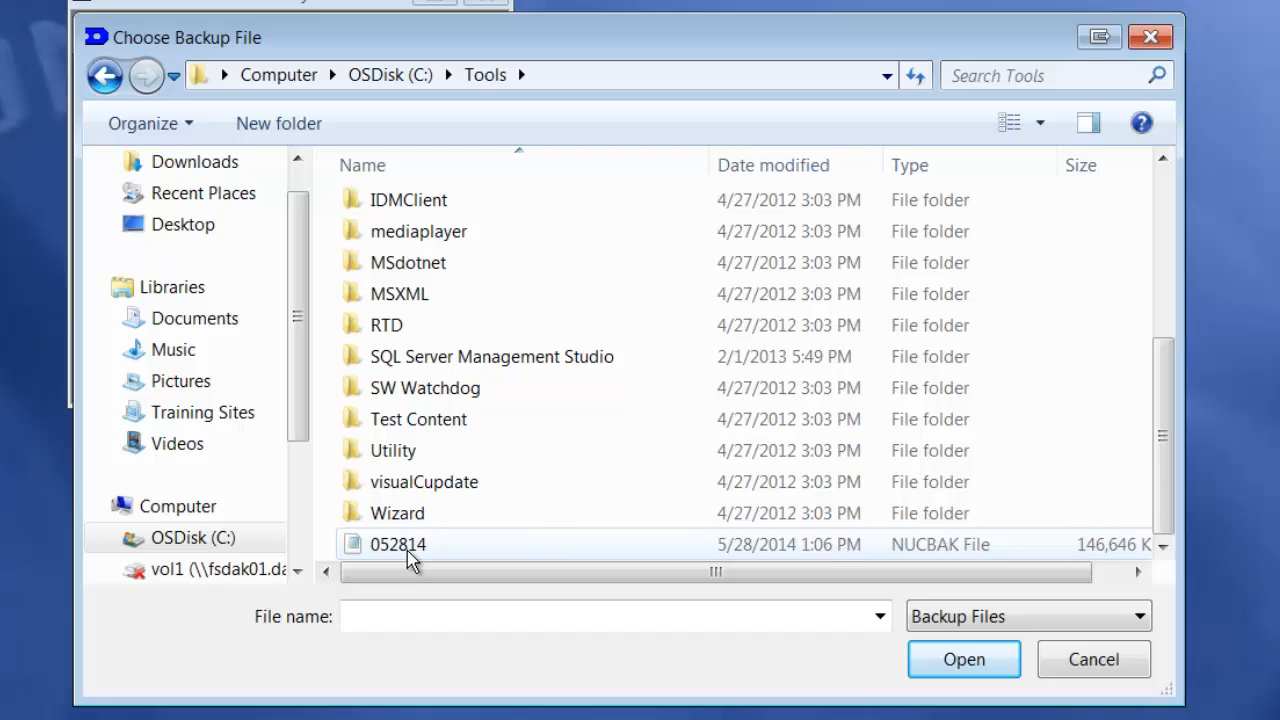 Choose Backup File
Computer OSDisk (C:) Tools
Search Tools
Organize
New folder
Name Date modified Type Size
Downloads
Recent Places
Desktop
Libraries
Documents
Music
Pictures
Training Sites
Videos
Computer
OSDisk (C:)
vol1 (\\fsdak01.da
IDMClient 4/27/2012 3:03 PM File folder
mediaplayer 4/27/2012 3:03 PM File folder
MSdotnet 4/27/2012 3:03 PM File folder
MSXML 4/27/2012 3:03 PM File folder
RTD 4/27/2012 3:03 PM File folder
SQL Server Management Studio 2/1/2013 5:49 PM File folder
SW Watchdog 4/27/2012 3:03 PM File folder
Test Content 4/27/2012 3:03 PM File folder
Utility 4/27/2012 3:03 PM File folder
visualCupdate 4/27/2012 3:03 PM File folder
Wizard 4/27/2012 3:03 PM File folder
052814 5/28/2014 1:06 PM NUCBAK File 146,646 K
File name:
Backup Files
Open
Cancel